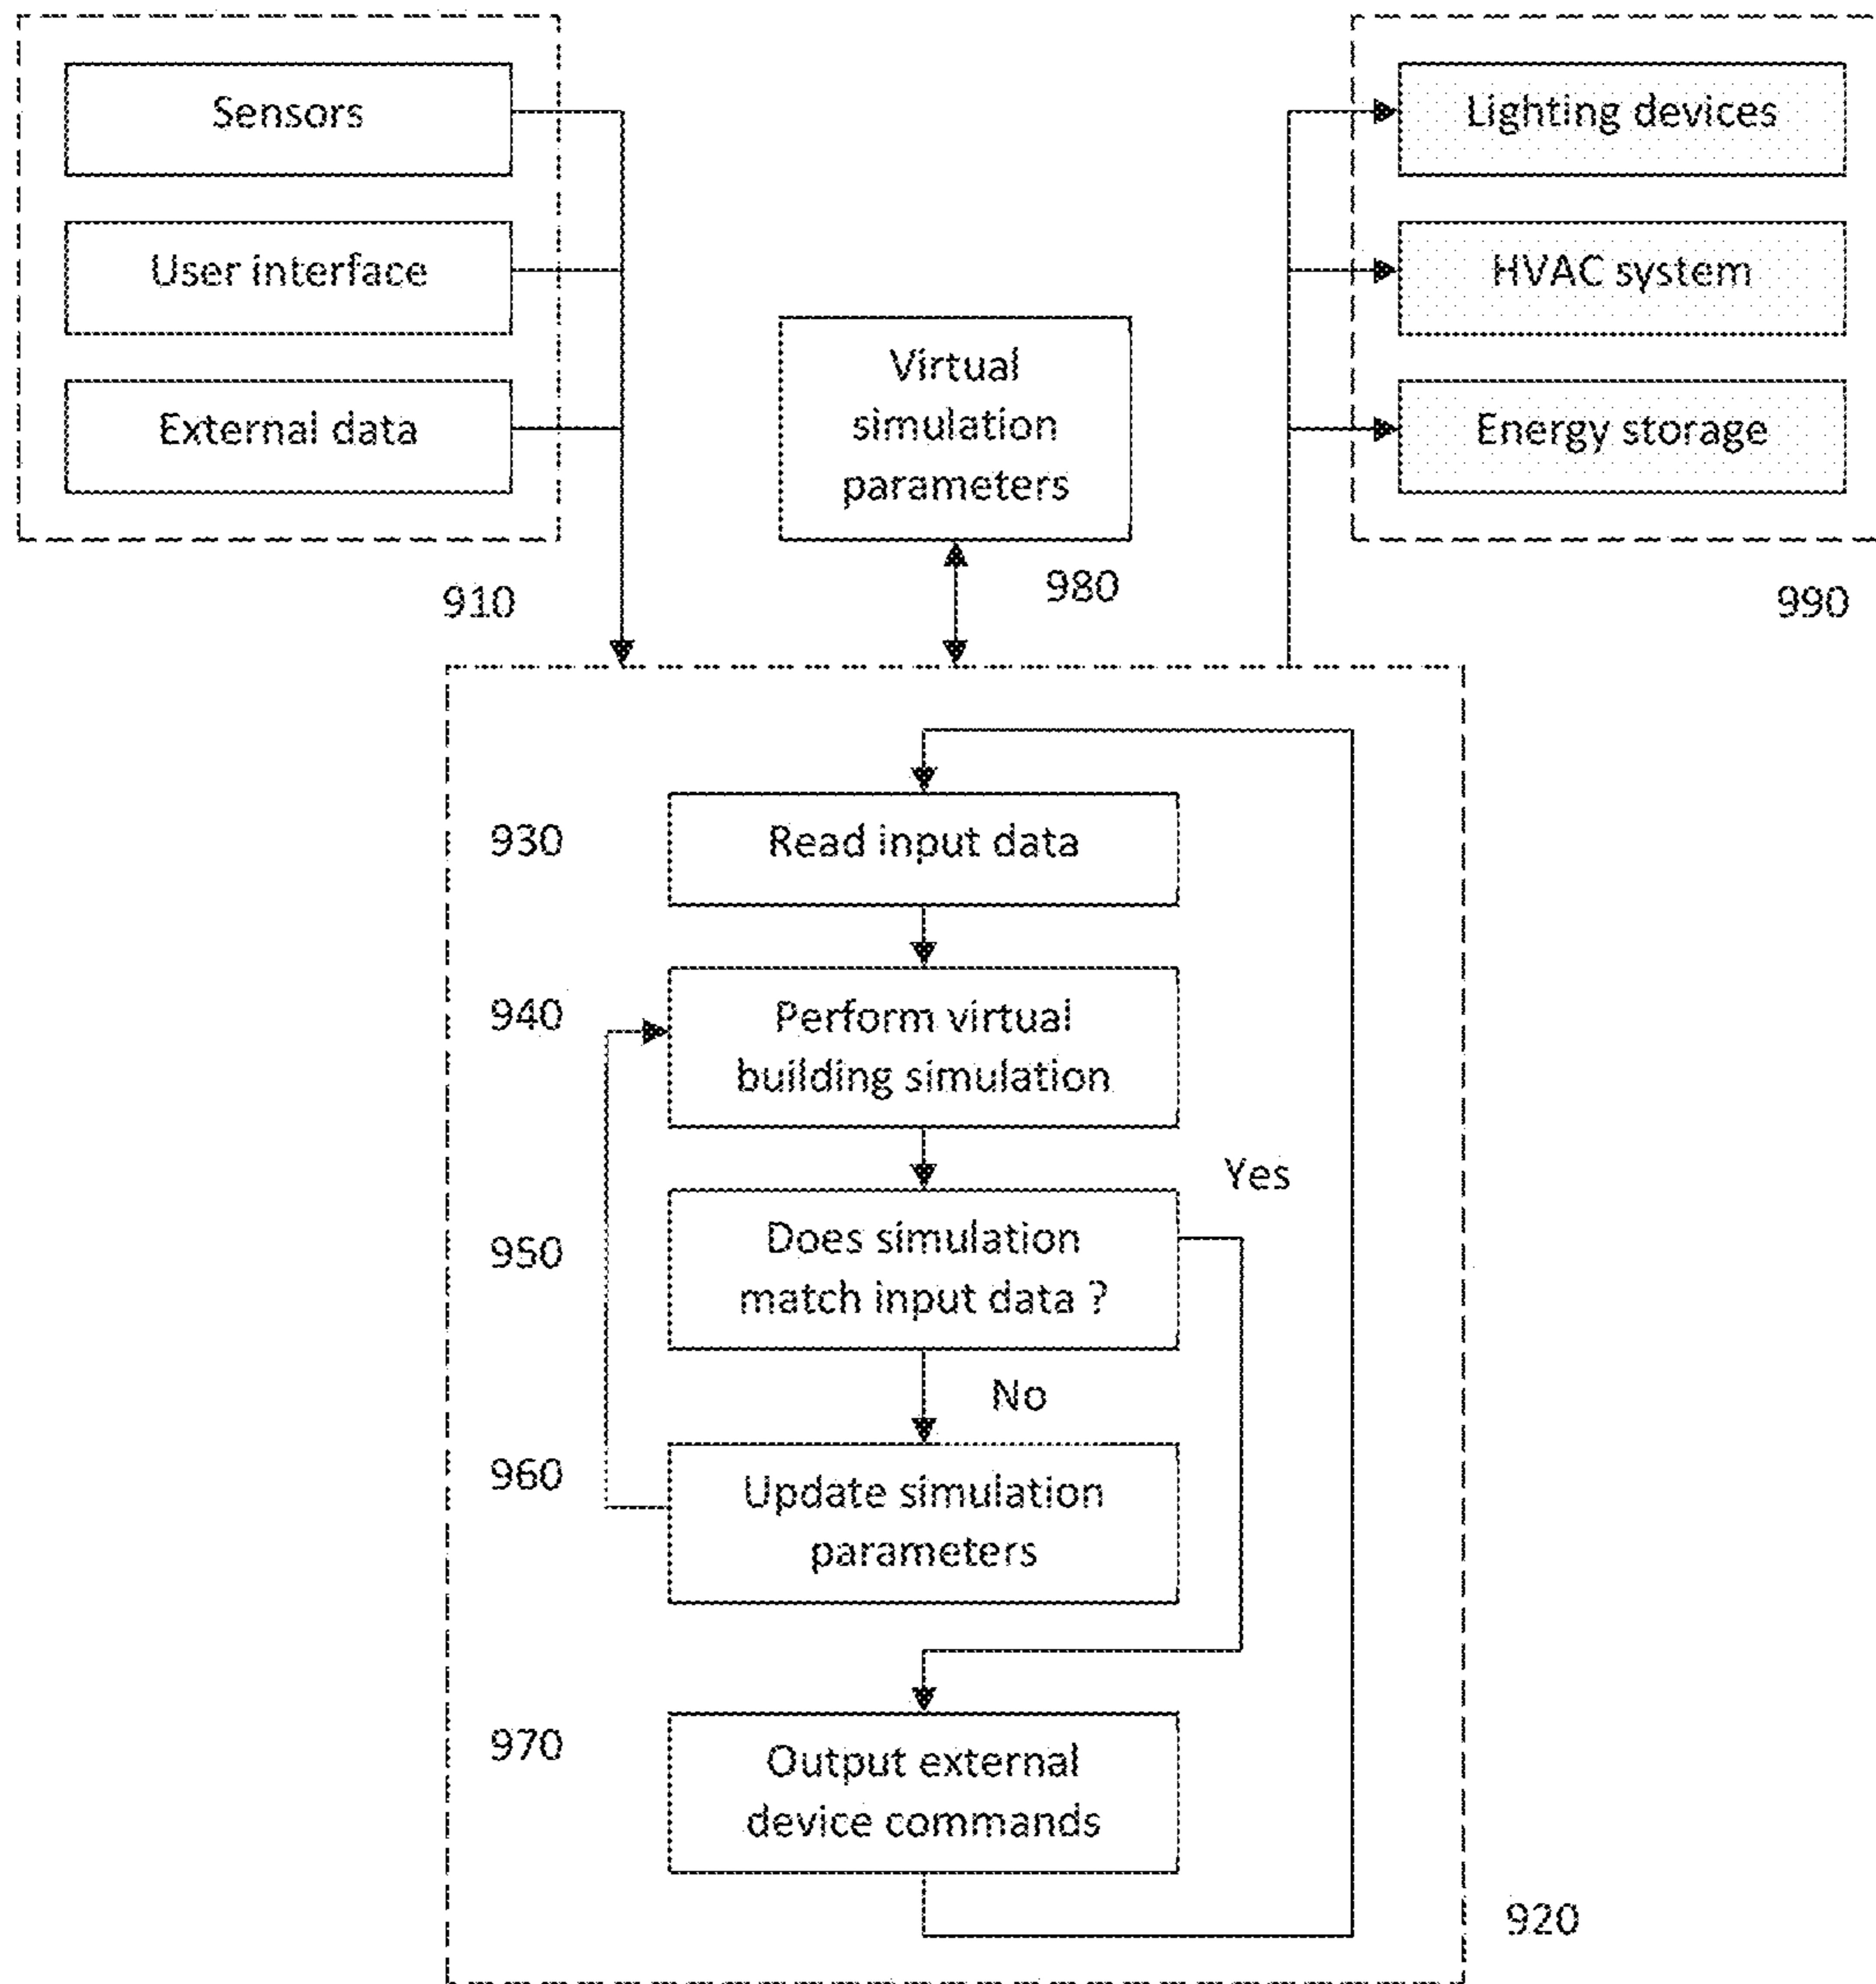 Sensors
User interface
External data
910
Virtual
simulation
parameters
980
Lighting devices
HVAC system
Energy storage
990
930
Read input data
940
Perform virtual
building simulation
Yes
950
Does simulation
match input data ?
No
960
Update simulation
parameters
970
Output external
device commands
920